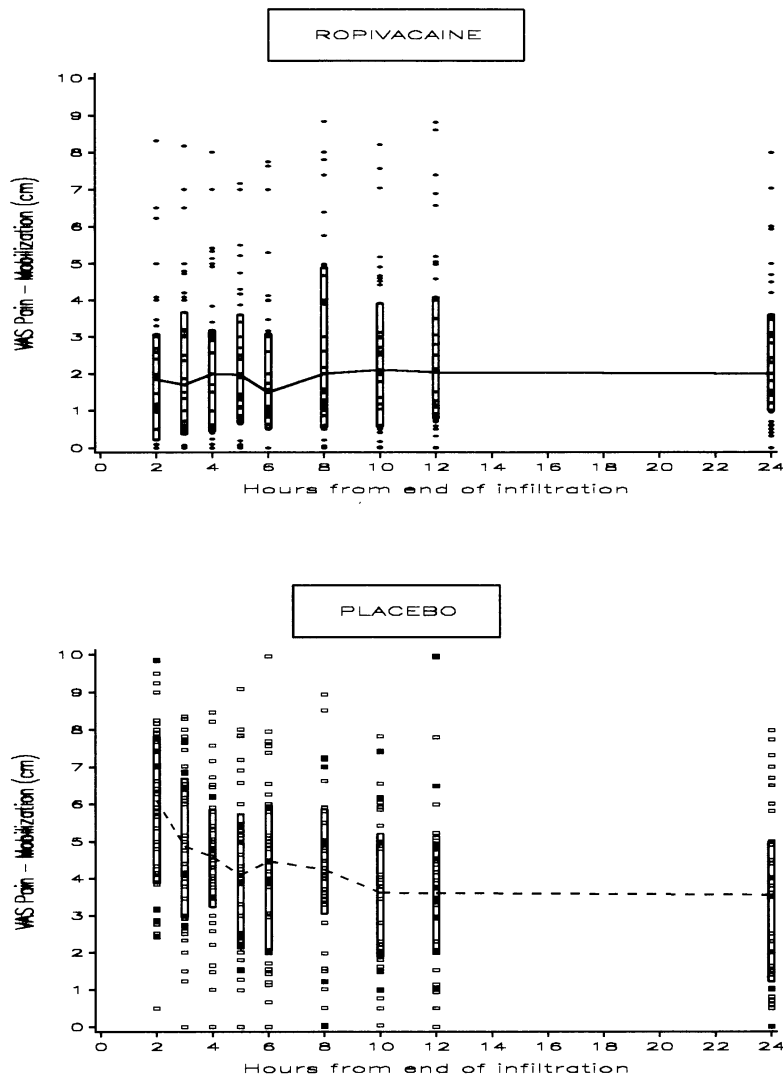 ROPIVACAINE
10
9
8
7
6
5
4
3
2
1
0
VAS Pain – Mobilization (cm)
0 2 4 6 8 10 12 14 16 18 20 22 24
Hours from end of infiltration
PLACEBO
10
9
8
7
6
5
4
3
2
1
0
VAS Pain – Mobilization (cm)
0 2 4 6 8 10 12 14 16 18 20 22 24
Hours from end of infiltration